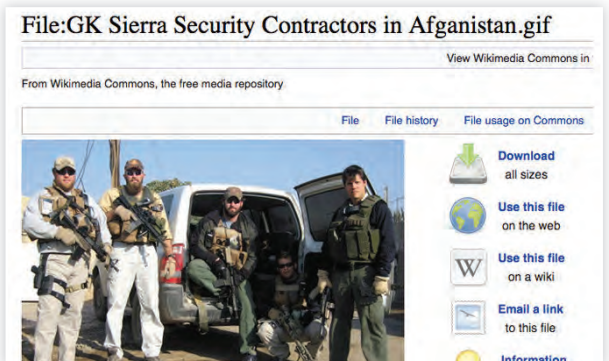 File:GK Sierra Security Contractors in Afganistan.gif
View Wikimedia Commons in
From Wikimedia Commons, the free media repository
File File history File usage on Commons
Download
all sizes
Use this file
on the web
W
Use this file
on a wiki
Email a link
to this file
Information